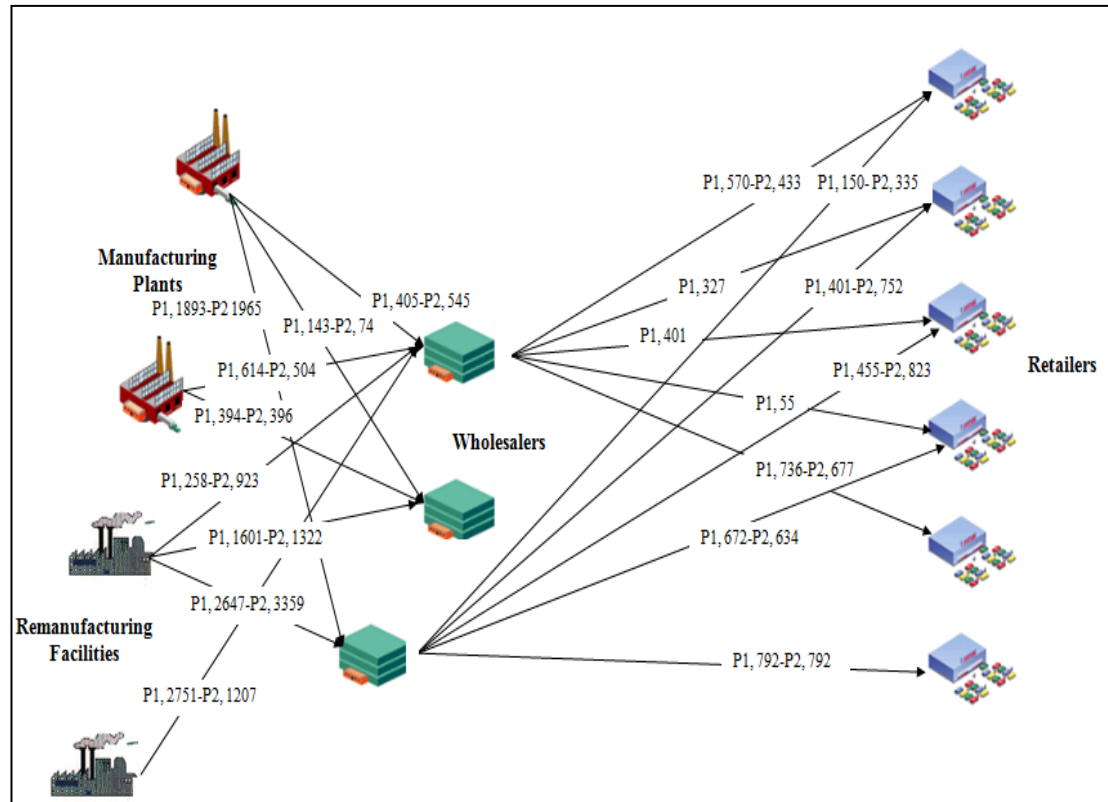 P1, 570-P2, 433
P1, 150-P2, 335
Manufacturing
Plants
P1, 1893-P2 1965
P1, 405-P2, 545
P1, 327
P1, 401-P2, 752
P1, 143-P2, 74
P1, 401
P1, 614-P2, 504
P1, 455-P2, 823
Retailers
P1, 394-P2, 396
P1, 55
Wholesalers
P1, 258-P2, 923
P1, 736-P2, 677
P1, 1601-P2, 1322
P1, 672-P2, 634
P1, 2647-P2, 3359
Remanufacturing
Facilities
P1, 792-P2, 792
P1, 2751-P2, 1207